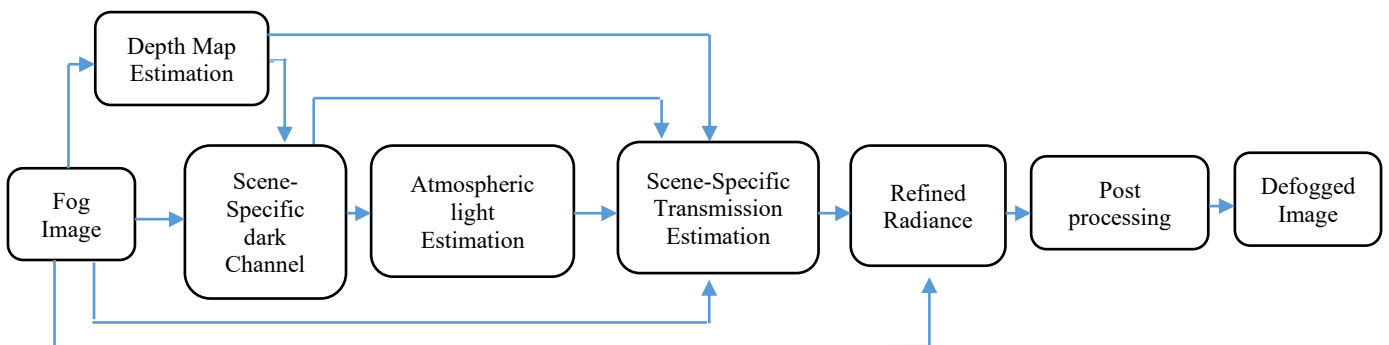 Depth Map
Estimation
Fog
Image
Scene-
Specific
dark
Channel
Atmospheric
light
Estimation
Scene-Specific
Transmission
Estimation
Refined
Radiance
Post
processing
Defogged
Image